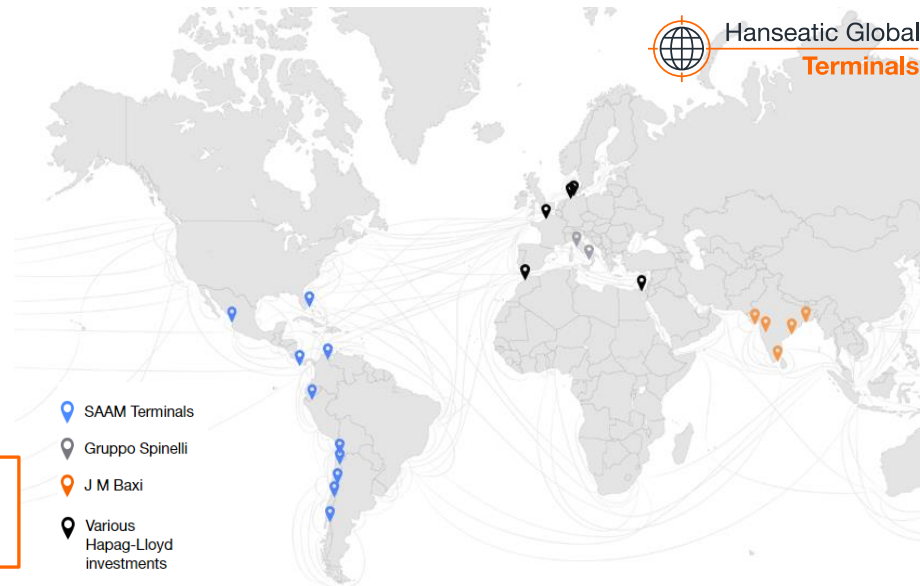 Hanseatic Global
Terminals
SAAM Terminals
Gruppo Spinelli
J M Baxi
Various
Hapag-Lloyd
investments